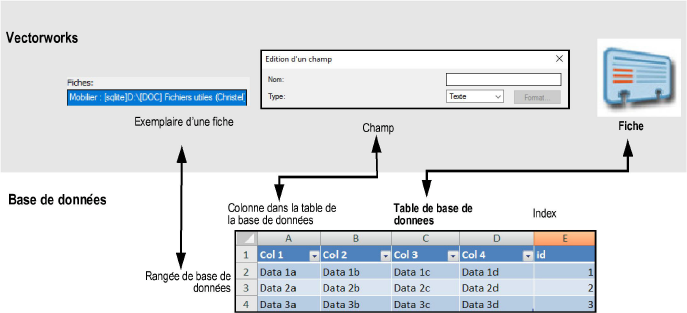 Vectorworks
Fiches:
Mobilier : [sqlite]D:\[DOC] Fichiers utiles (Christel
Exemplaire d'une fiche
Edition d'un champ
Nom:
Type:
Texte
Format...
Champ
Fiche
Base de données
Colonne dans la table de
la base de données
Table de base de
donnees
Index
Rangée de base de
données
A B C D E
1 Col 1 Col 2 Col 3 Col 4 id
2 Data 1a Data 1b Data 1c Data 1d 1
3 Data 2a Data 2b Data 2c Data 2d 2
4 Data 3a Data 3b Data 3c Data 3d 3